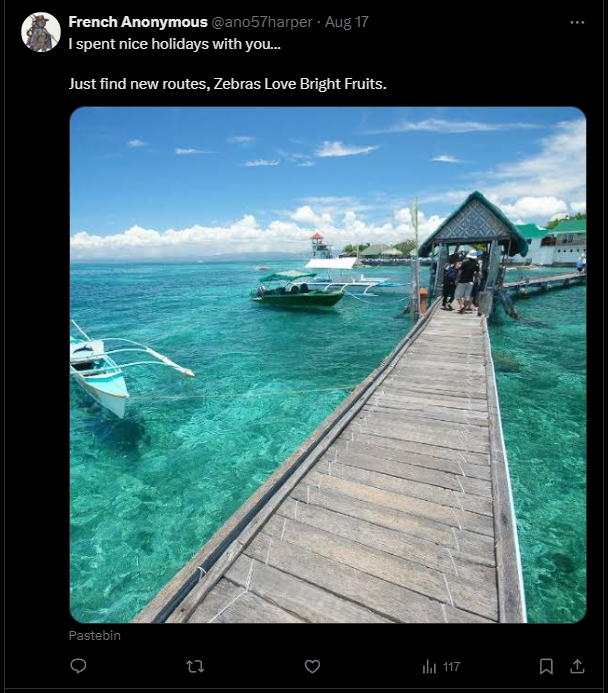 French Anonymous @ano57harper · Aug 17
I spent nice holidays with you...
Just find new routes, Zebras Love Bright Fruits.
Pastebin
117